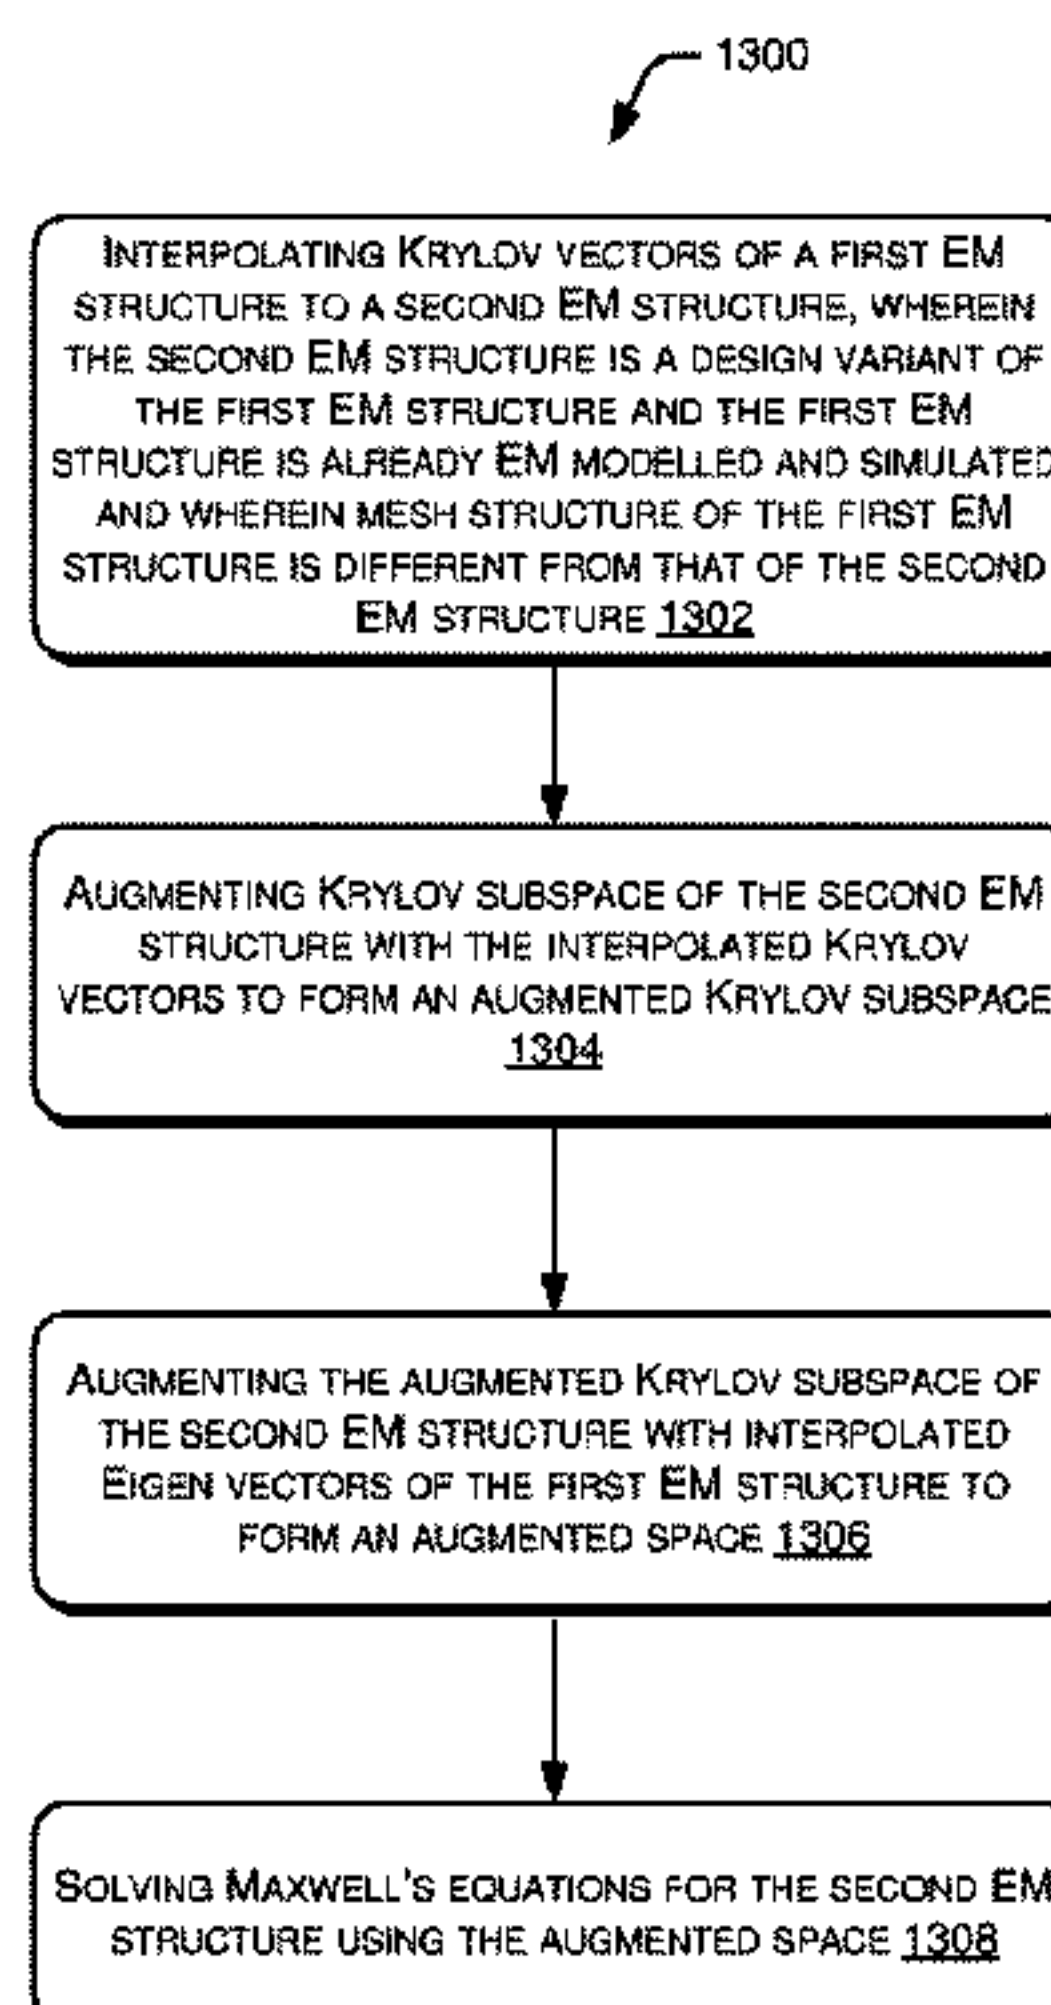 1300
INTERPOLATING KRYLOV VECTORS OF A FIRST EM
STRUCTURE TO A SECOND EM STRUCTURE, WHEREIN
THE SECOND EM STRUCTURE IS A DESIGN VARIANT OF
THE FIRST EM STRUCTURE AND THE FIRST EM
STRUCTURE IS ALREADY EM MODELLED AND SIMULATED
AND WHEREIN MESH STRUCTURE OF THE FIRST EM
STRUCTURE IS DIFFERENT FROM THAT OF THE SECOND
EM STRUCTURE 1302
AUGMENTING KRYLOV SUBSPACE OF THE SECOND EM
STRUCTURE WITH THE INTERPOLATED KRYLOV
VECTORS TO FORM AN AUGMENTED KRYLOV SUBSPACE
1304
AUGMENTING THE AUGMENTED KRYLOV SUBSPACE OF
THE SECOND EM STRUCTURE WITH INTERPOLATED
EIGEN VECTORS OF THE FIRST EM STRUCTURE TO
FORM AN AUGMENTED SPACE 1306
SOLVING MAXWELL'S EQUATIONS FOR THE SECOND EM
STRUCTURE USING THE AUGMENTED SPACE 1308